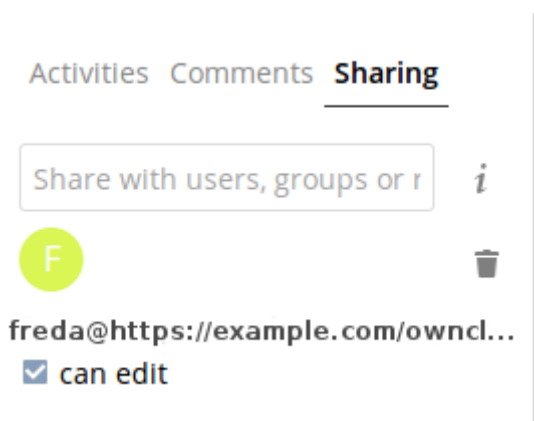 Activities Comments Sharing
Share with users, groups or r
i
F
freda@https://example.com/owncl...
can edit